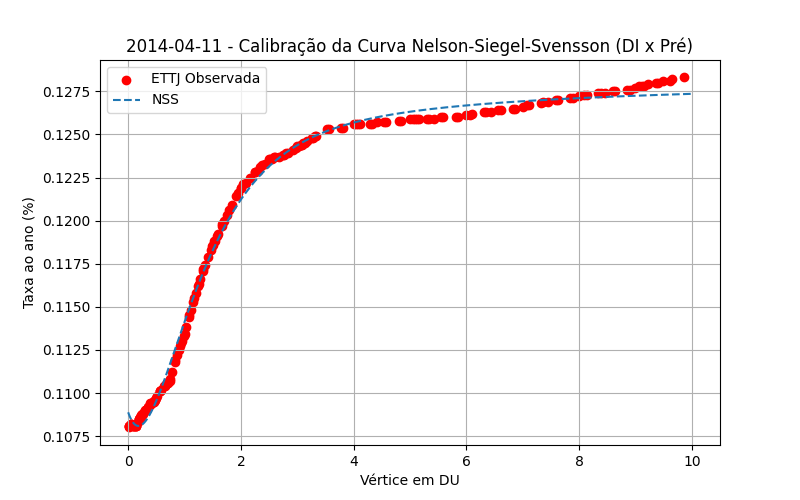 2014-04-11 - Calibração da Curva Nelson-Siegel-Svensson (DI x Pré)
ETTJ Observada
NSS
Taxa ao ano (%)
0.1275
0.1250
0.1225
0.1200
0.1175
0.1150
0.1125
0.1100
0.1075
0 2 4 6 8 10
Vértice em DU